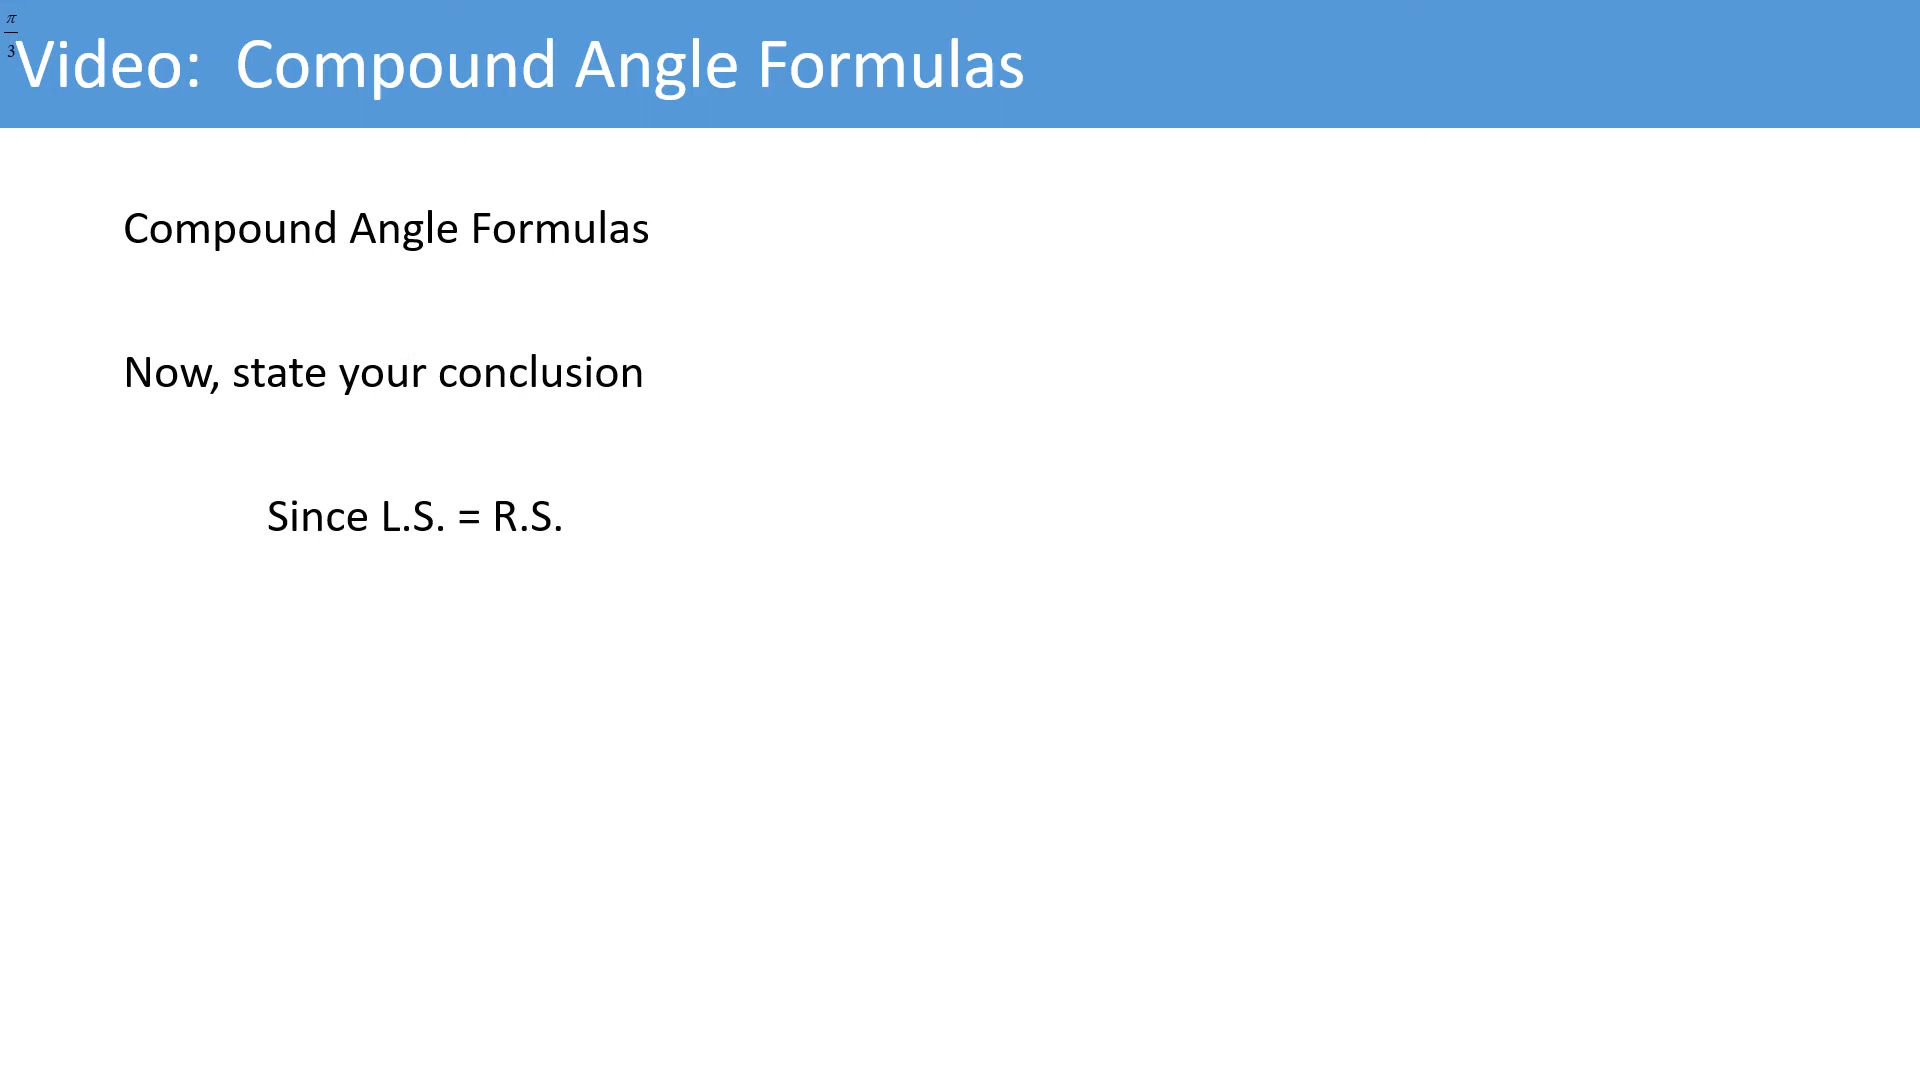 π
3
Video: Compound Angle Formulas
Compound Angle Formulas
Now, state your conclusion
Since L.S. = R.S.